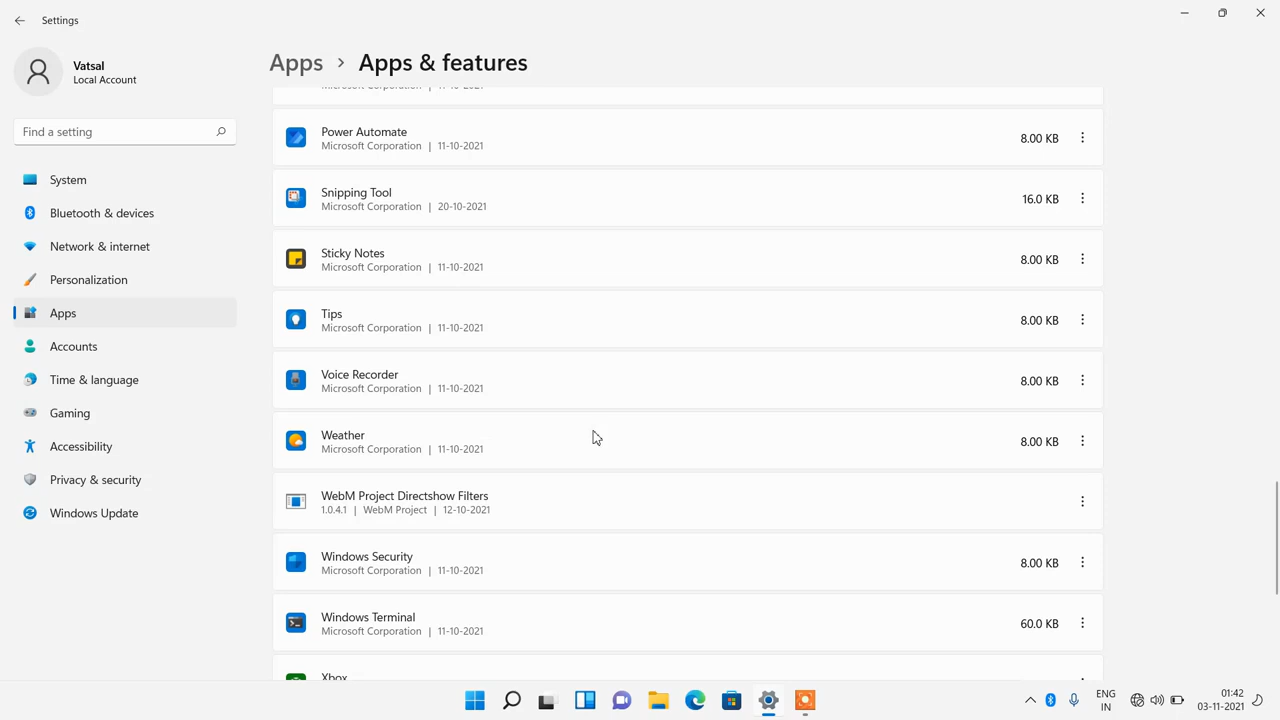 Settings
Vatsal
Local Account
Find a setting
System
Bluetooth & devices
Network & internet
Personalization
Apps
Accounts
Time & language
Gaming
Accessibility
Privacy & security
Windows Update
Apps > Apps & features
Microsoft Corporation | 11-10-2021
Power Automate
Microsoft Corporation | 11-10-2021
8.00 KB
Snipping Tool
Microsoft Corporation | 20-10-2021
16.0 KB
Sticky Notes
Microsoft Corporation | 11-10-2021
8.00 KB
Tips
Microsoft Corporation | 11-10-2021
8.00 KB
Voice Recorder
Microsoft Corporation | 11-10-2021
8.00 KB
Weather
Microsoft Corporation | 11-10-2021
8.00 KB
WebM Project Directshow Filters
1.0.4.1 | WebM Project | 12-10-2021
Windows Security
Microsoft Corporation | 11-10-2021
8.00 KB
Windows Terminal
Microsoft Corporation | 11-10-2021
60.0 KB
Xbox
ENG
IN
01:42
03-11-2021